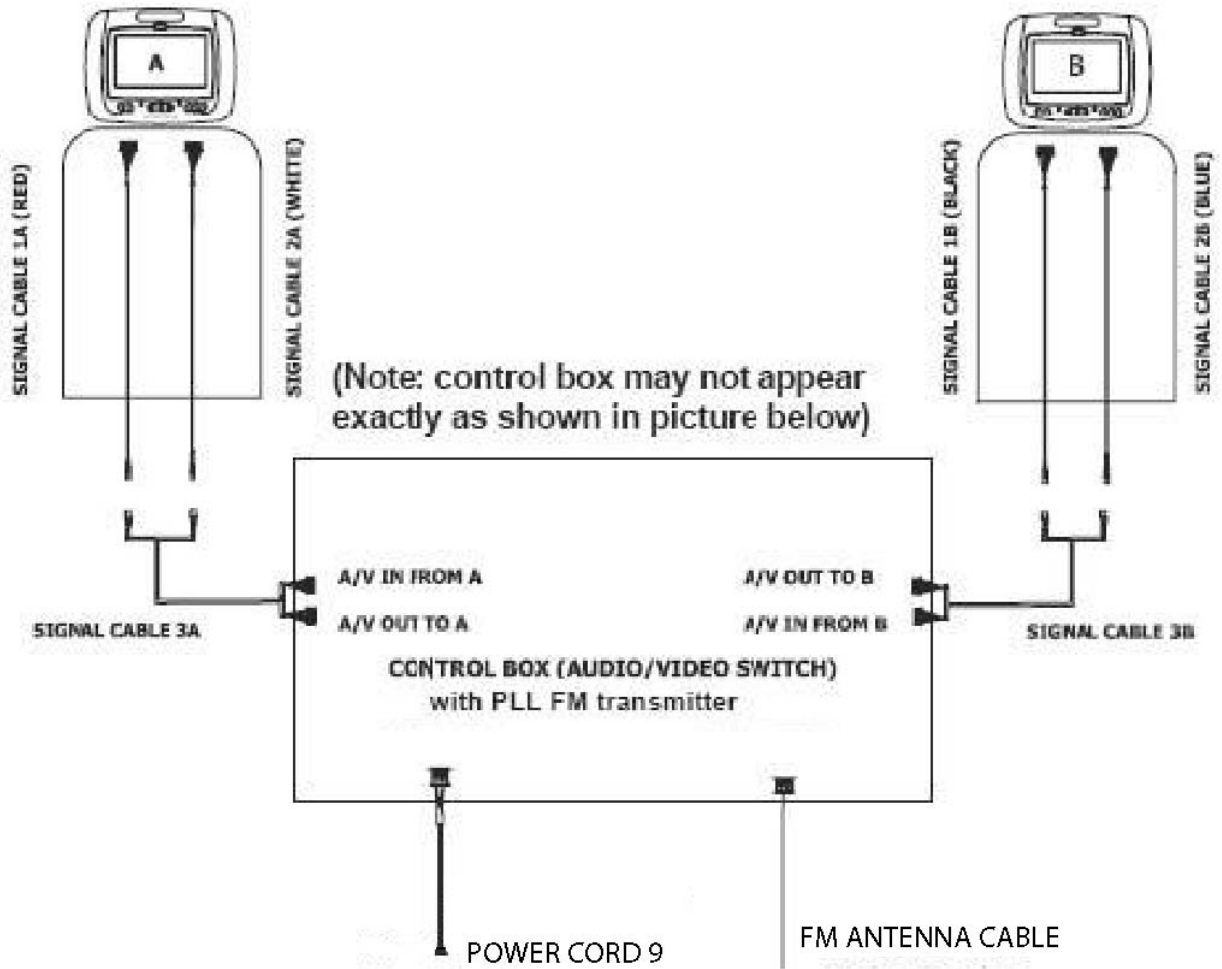 A
B
SIGNAL CABLE 1A (RED)
SIGNAL CABLE 2A (WHITE)
SIGNAL CABLE 1B (BLACK)
SIGNAL CABLE 2B (BLUE)
(Note: control box may not appear
exactly as shown in picture below)
A/V IN FROM A
A/V OUT TO B
A/V OUT TO A
A/V IN FROM B
SIGNAL CABLE 3A
SIGNAL CABLE 3B
CONTROL BOX (AUDIO/VIDEO SWITCH)
with PLL FM transmitter
POWER CORD 9
FM ANTENNA CABLE